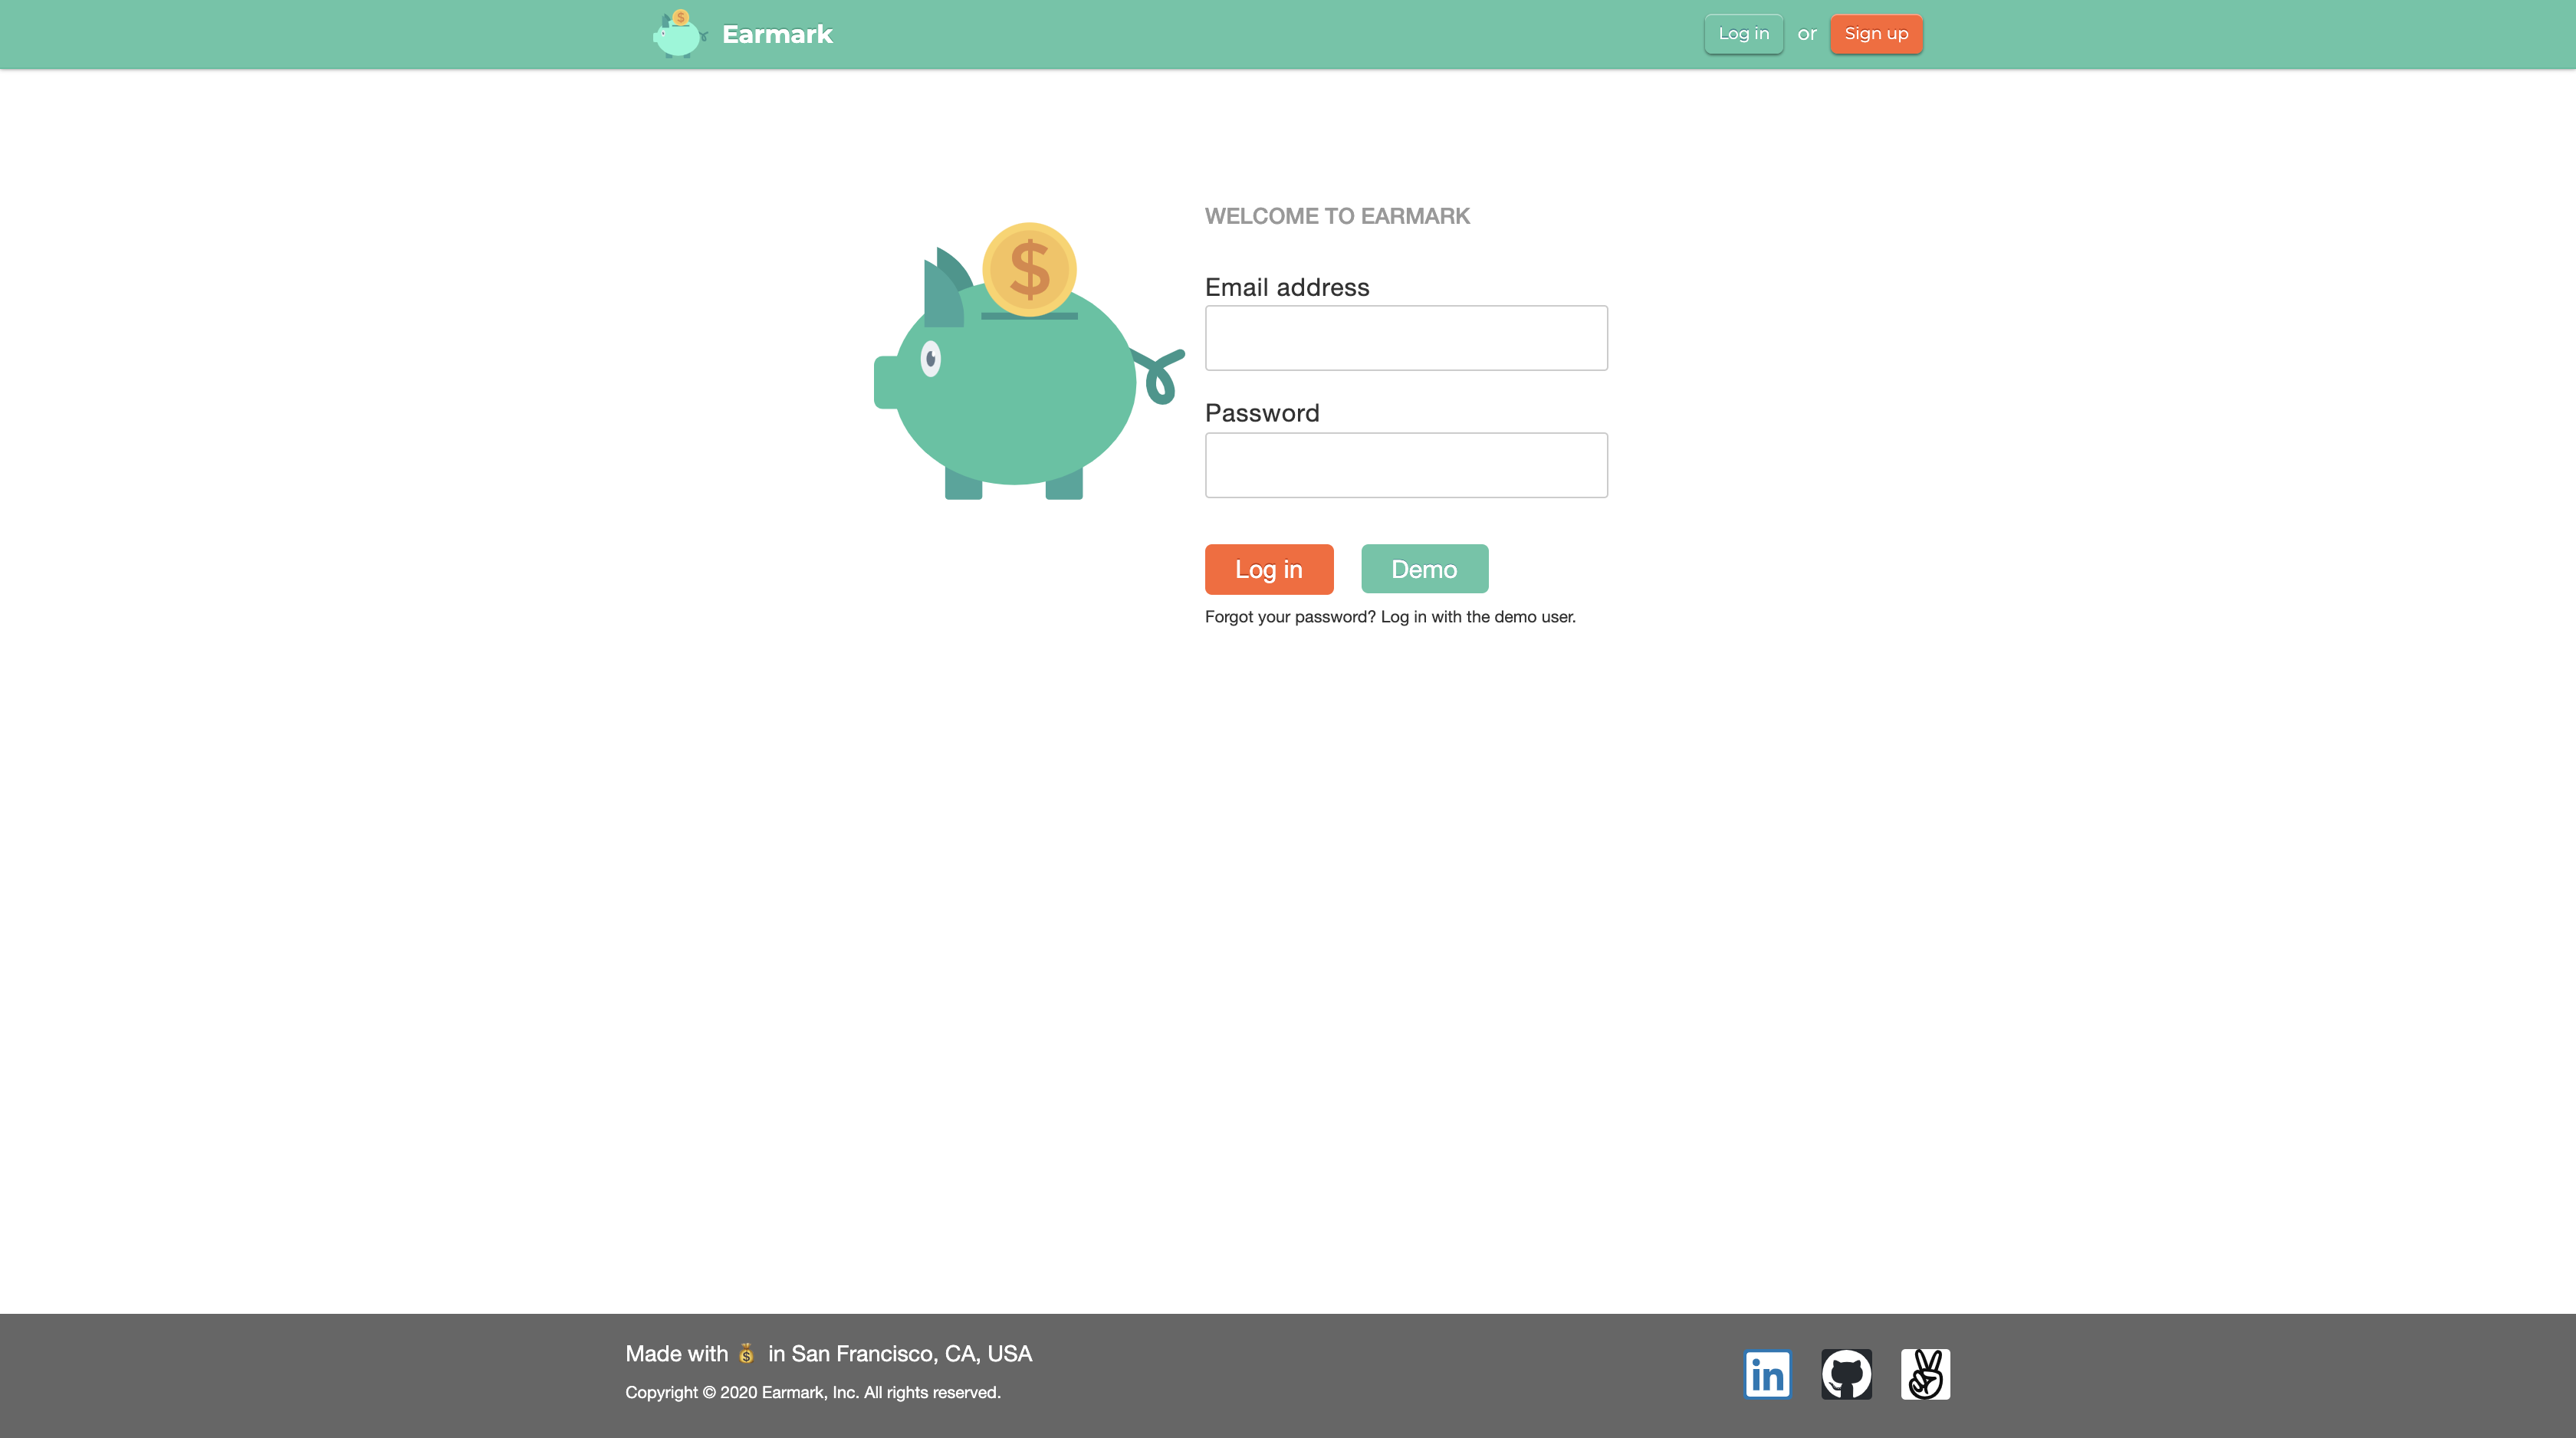 $
Earmark
Log in or Sign up
WELCOME TO EARMARK
$
Email address
Password
Log in Demo
Forgot your password? Log in with the demo user.
Made with 💰 in San Francisco, CA, USA
Copyright © 2020 Earmark, Inc. All rights reserved.
in